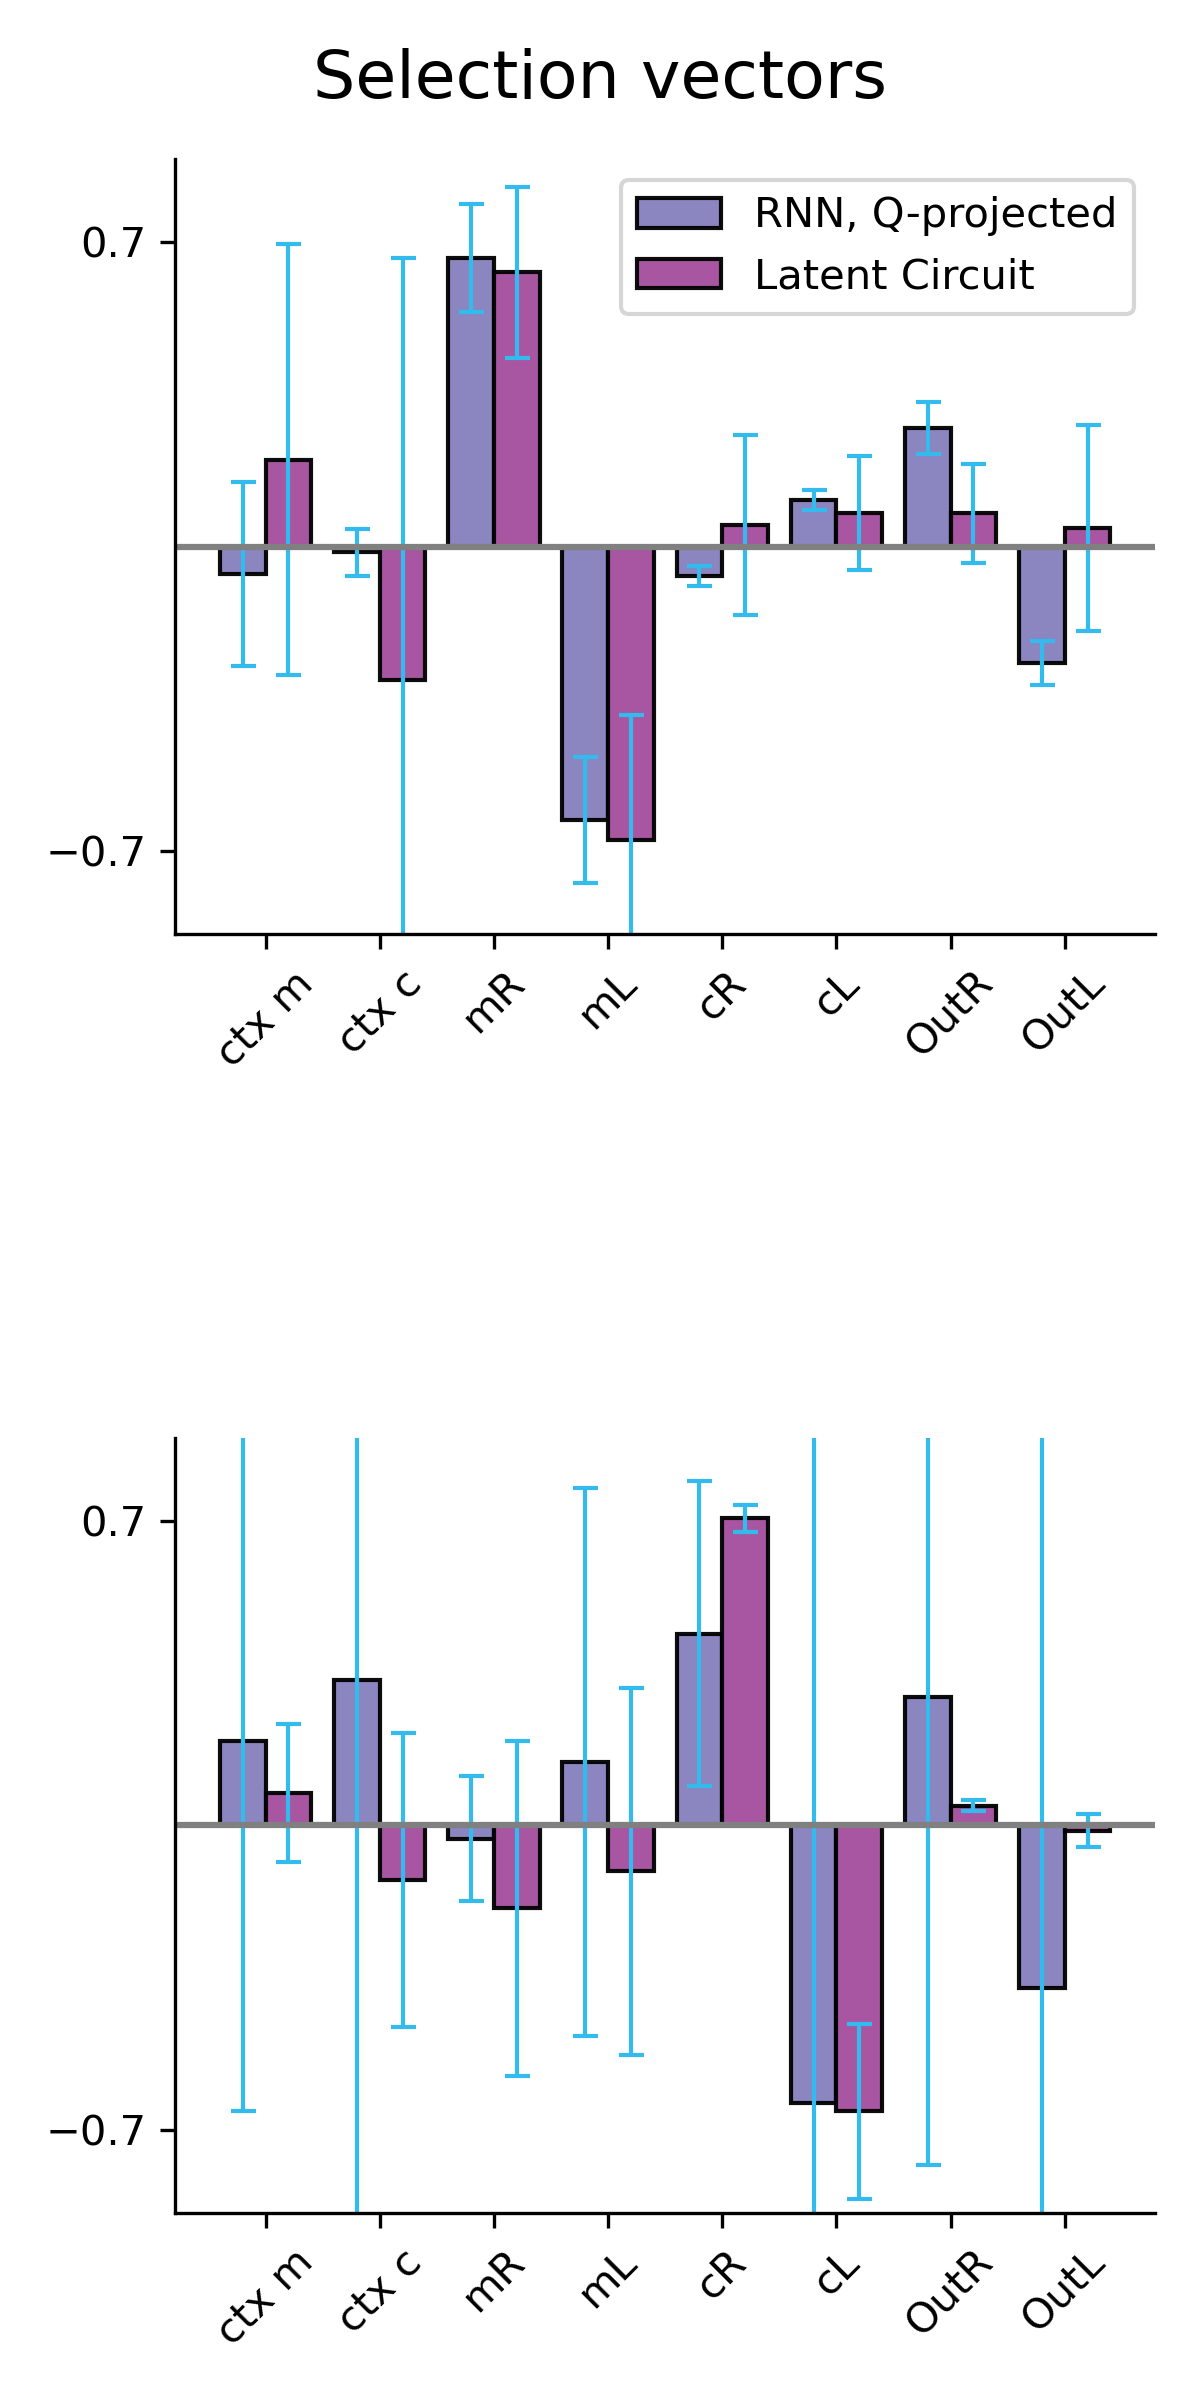 Selection vectors
0.7
−0.7
RNN, Q-projected
Latent Circuit
ctx m
ctx c
mR
mL
cR
cL
OutR
OutL
0.7
−0.7
ctx m
ctx c
mR
mL
cR
cL
OutR
OutL